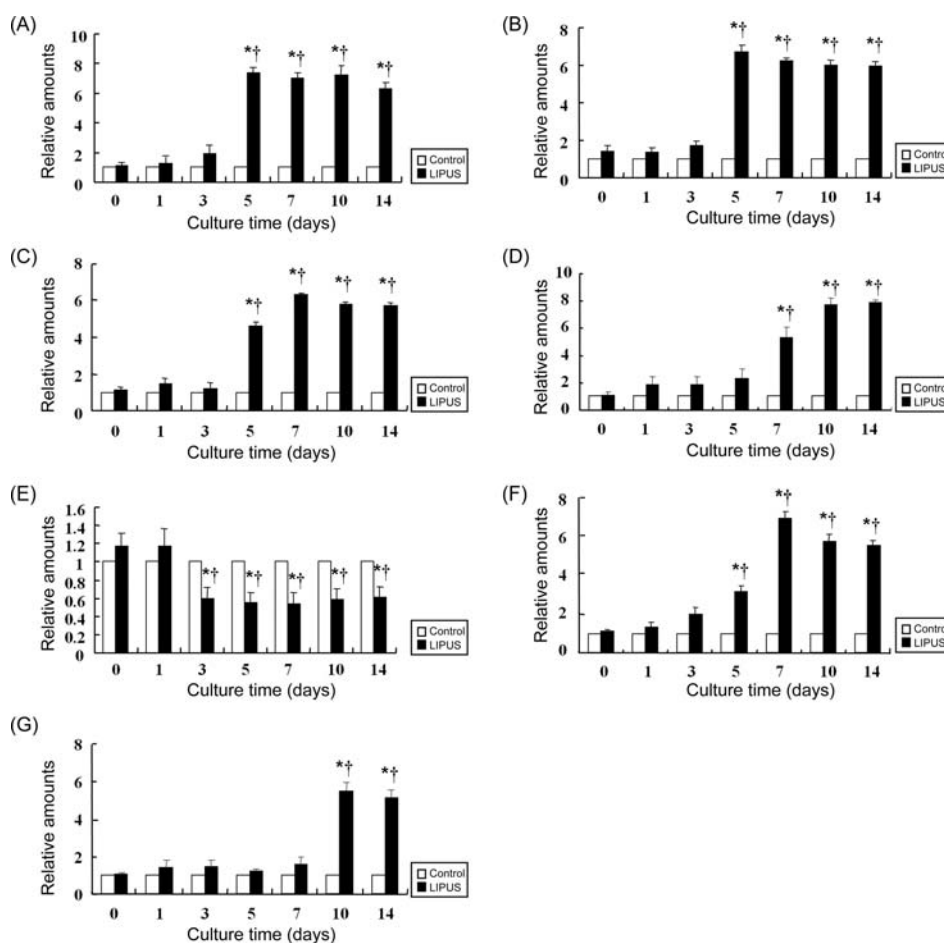 (A)
Relative amounts
10
8
6
4
2
0
*† *† *† *†
Control
LIPUS
0 1 3 5 7 10 14
Culture time (days)
(B)
Relative amounts
8
6
4
2
0
*† *† *† *†
Control
LIPUS
0 1 3 5 7 10 14
Culture time (days)
(C)
Relative amounts
8
6
4
2
0
*† *† *† *†
Control
LIPUS
0 1 3 5 7 10 14
Culture time (days)
(D)
Relative amounts
10
8
6
4
2
0
*† *† *†
Control
LIPUS
0 1 3 5 7 10 14
Culture time (days)
(E)
Relative amounts
1.6
1.4
1.2
1
0.8
0.6
0.4
0.2
0
*† *† *† *† *†
Control
LIPUS
0 1 3 5 7 10 14
Culture time (days)
(F)
Relative amounts
8
6
4
2
0
*† *† *† *†
Control
LIPUS
0 1 3 5 7 10 14
Culture time (days)
(G)
Relative amounts
8
6
4
2
0
*† *†
Control
LIPUS
0 1 3 5 7 10 14
Culture time (days)